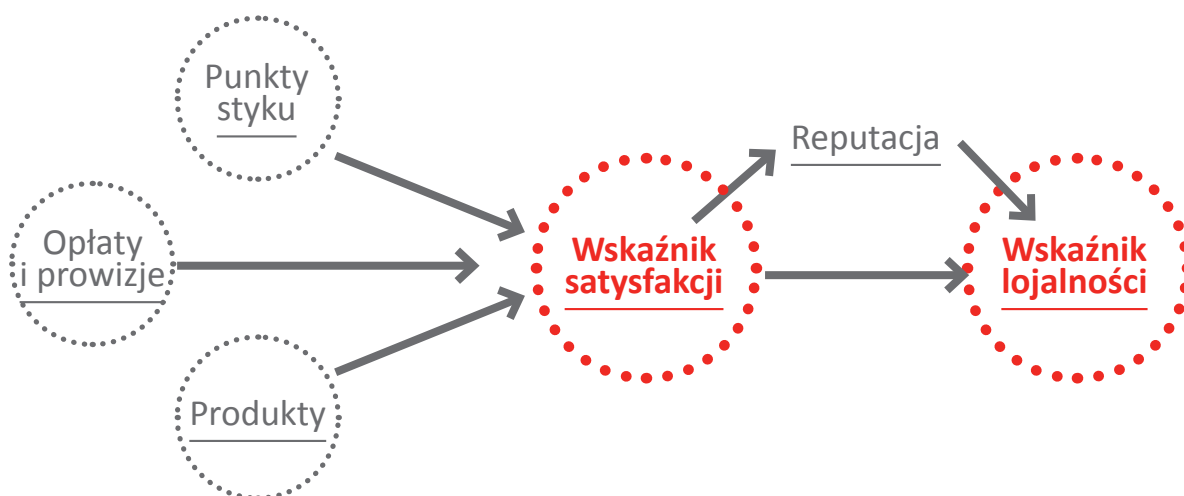 Punkty
styku
Opłaty
i prowizje
Produkty
Wskaźnik
satysfakcji
Reputacja
Wskaźnik
lojalności